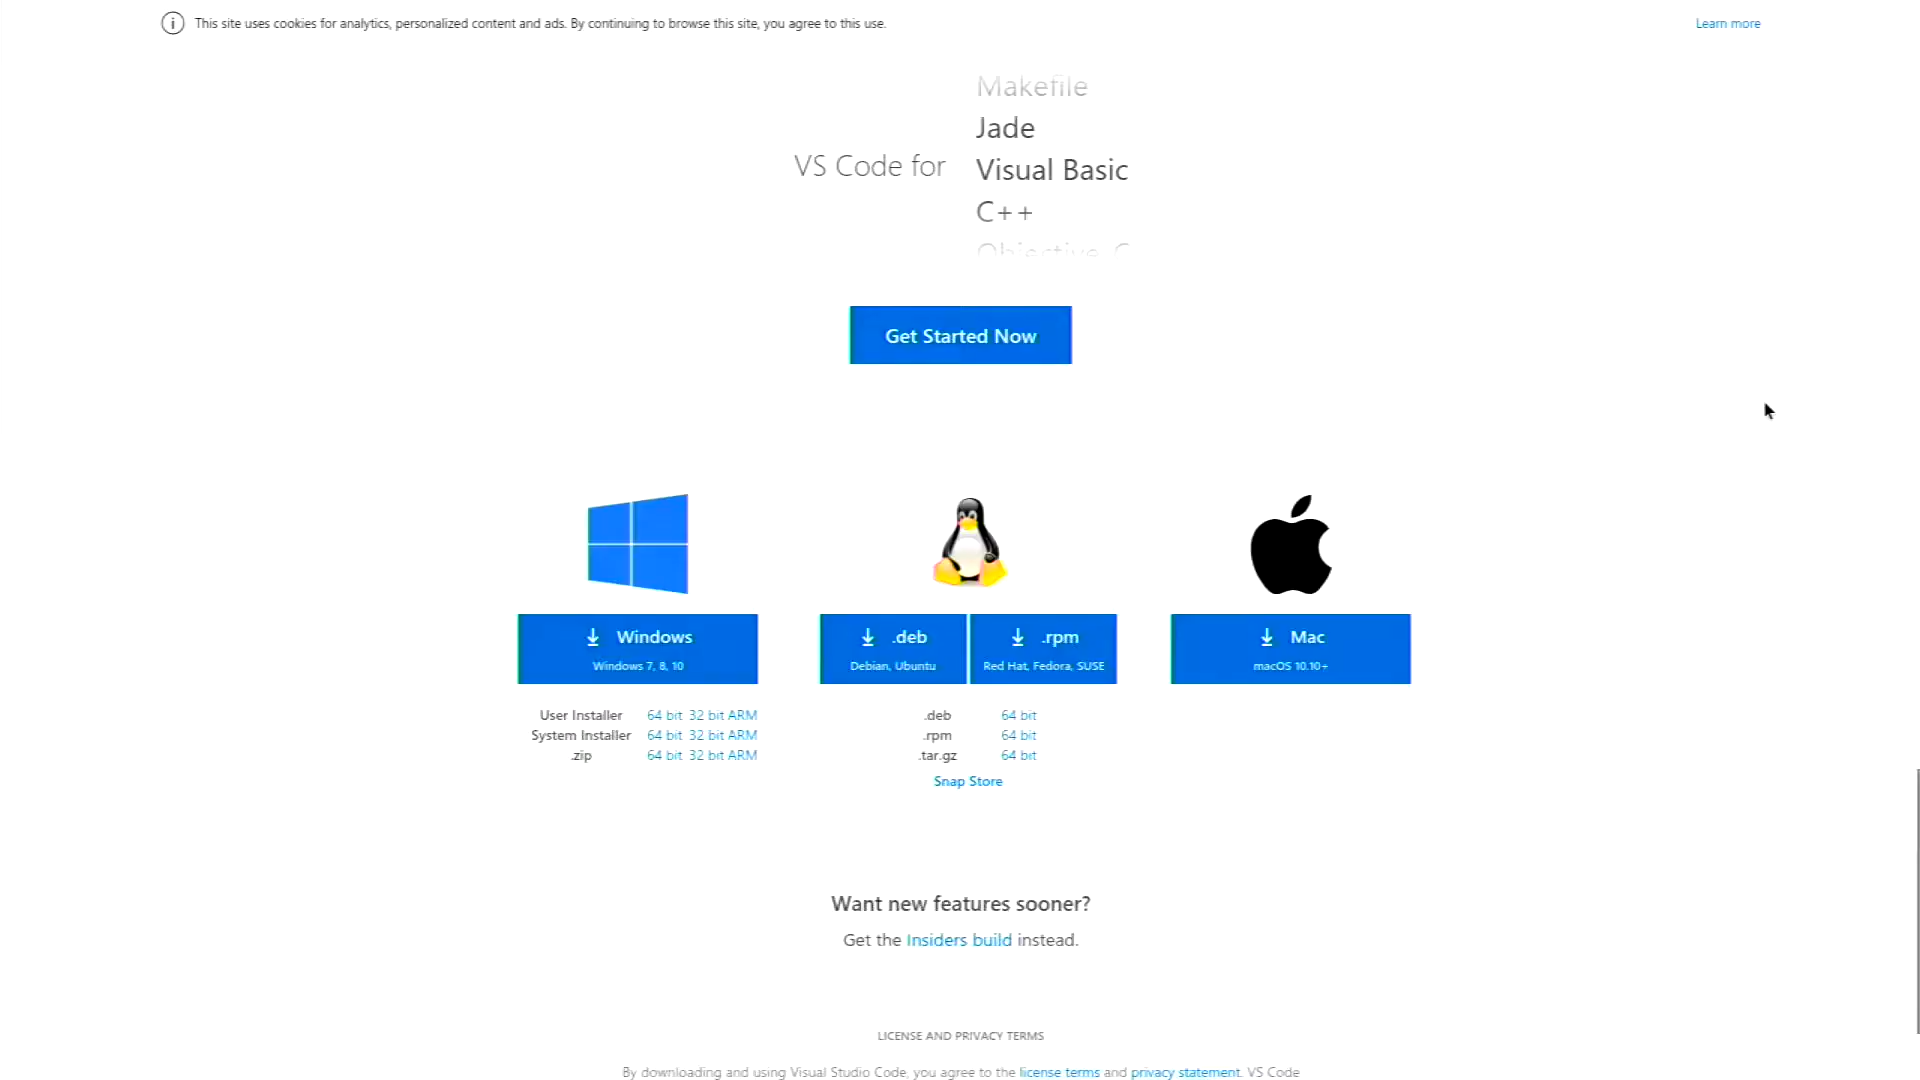 This site uses cookies for analytics, personalized content and ads. By continuing to browse this site, you agree to this use.
Learn more
Makefile
Jade
VS Code for
Visual Basic
C++
Objective-C
Get Started Now
Windows
Windows 7, 8, 10
.deb
Debian, Ubuntu
.rpm
Red Hat, Fedora, SUSE
Mac
macOS 10.10+
User Installer 64 bit 32 bit ARM
System Installer 64 bit 32 bit ARM
.zip 64 bit 32 bit ARM
.deb 64 bit
.rpm 64 bit
.tar.gz 64 bit
Snap Store
Want new features sooner?
Get the Insiders build instead.
LICENSE AND PRIVACY TERMS
By downloading and using Visual Studio Code, you agree to the license terms and privacy statement. VS Code